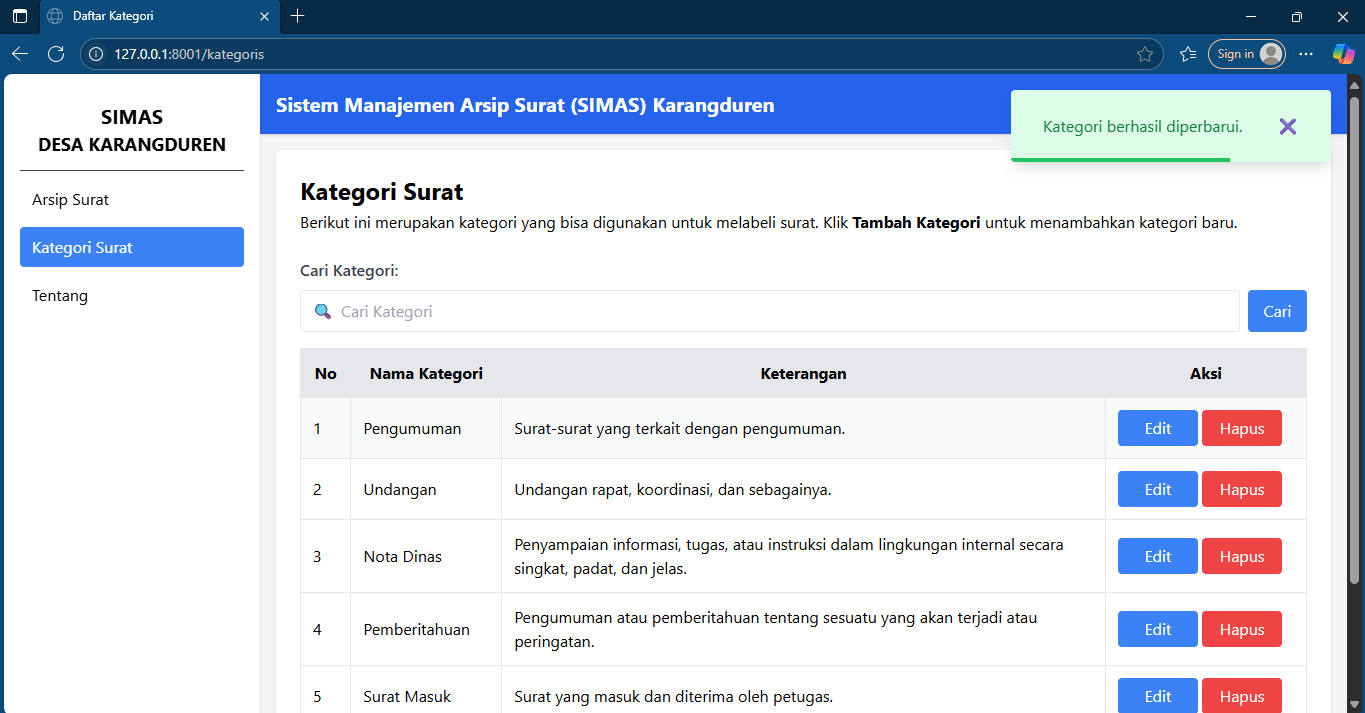 Daftar Kategori
127.0.0.1:8001/kategoris
Sign in
SIMAS
DESA KARANGDUREN
Arsip Surat
Kategori Surat
Tentang
Sistem Manajemen Arsip Surat (SIMAS) Karangduren
Kategori berhasil diperbarui.
Kategori Surat
Berikut ini merupakan kategori yang bisa digunakan untuk melabeli surat. Klik Tambah Kategori untuk menambahkan kategori baru.
Cari Kategori:
Cari Kategori
Cari
No Nama Kategori Keterangan Aksi
1 Pengumuman Surat-surat yang terkait dengan pengumuman. Edit Hapus
2 Undangan Undangan rapat, koordinasi, dan sebagainya. Edit Hapus
3 Nota Dinas Penyampaian informasi, tugas, atau instruksi dalam lingkungan internal secara
singkat, padat, dan jelas. Edit Hapus
4 Pemberitahuan Pengumuman atau pemberitahuan tentang sesuatu yang akan terjadi atau
peringatan. Edit Hapus
5 Surat Masuk Surat yang masuk dan diterima oleh petugas. Edit Hapus